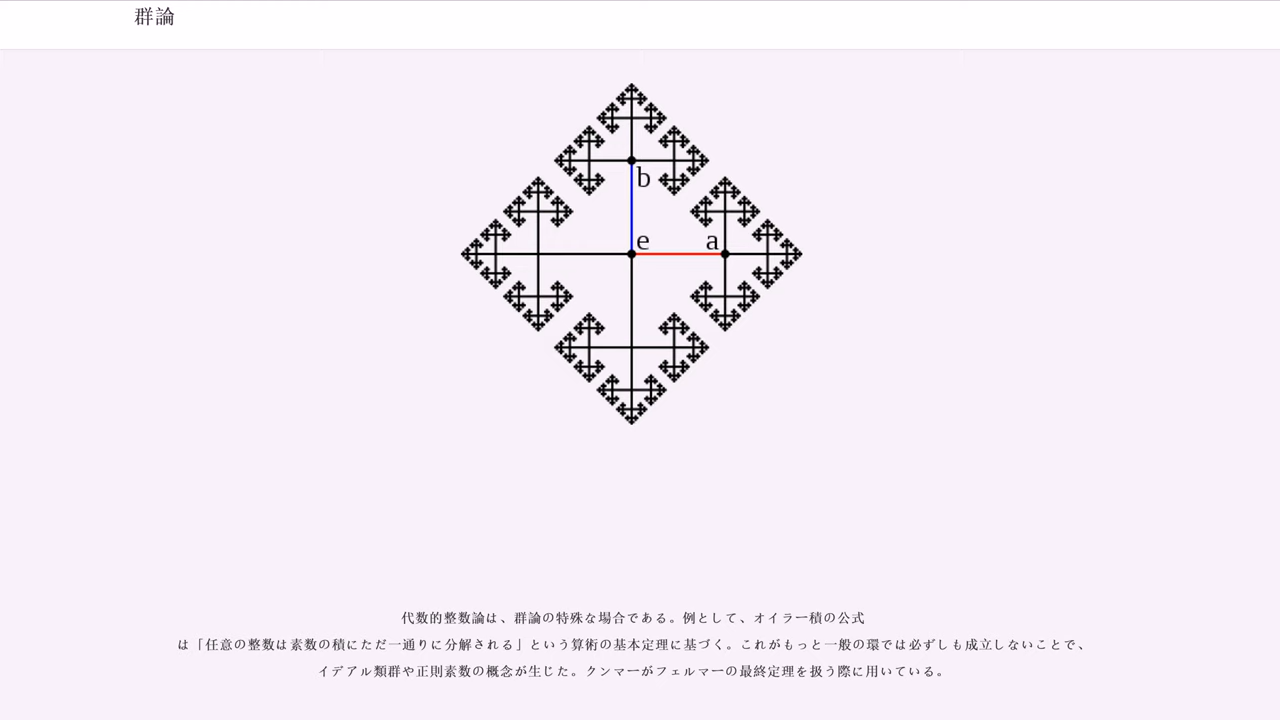 群論
b
e
a
代数的整数論は、群論の特殊な場合である。例として、オイラー積の公式
は「任意の整数は素数の積にただ一通りに分解される」という算術の基本定理に基づく。これがもっと一般の環では必ずしも成立しないことで、
イデアル類群や正則素数の概念が生じた。クンマーがフェルマーの最終定理を扱う際に用いている。